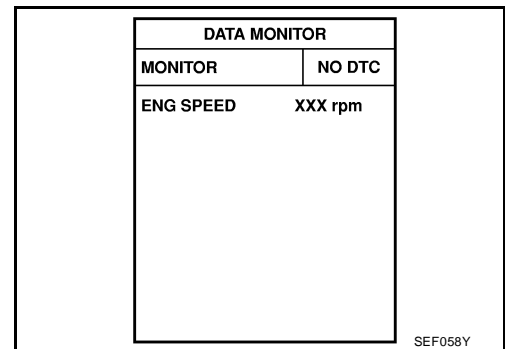 DATA MONITOR
MONITOR NO DTC
ENG SPEED XXX rpm
SEF058Y